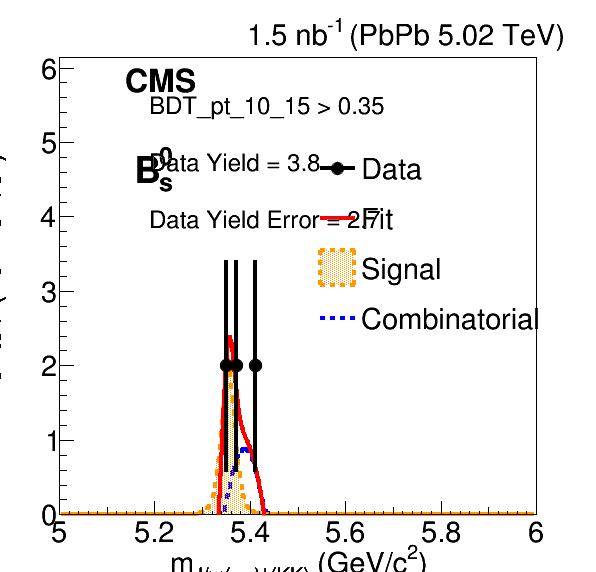 1.5 nb⁻¹ (PbPb 5.02 TeV)
CMS
BDT_pt_10_15 > 0.35
B⁰ₛ
Data Yield = 3.8
Data Yield Error = 2.7
Data
Fit
Signal
Combinatorial
6
5
4
3
2
1
0
5 5.2 5.4 5.6 5.8 6
m (GeV/c²)